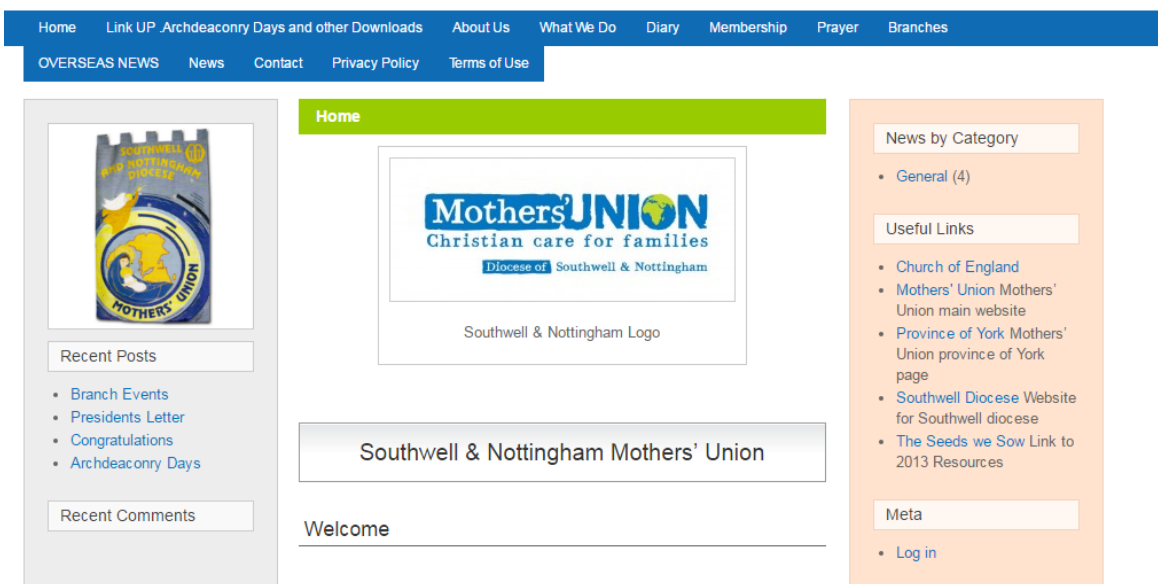 Home Link UP .Archdeaconry Days and other Downloads About Us What We Do Diary Membership Prayer Branches
OVERSEAS NEWS News Contact Privacy Policy Terms of Use
SOUTHWELL
AND NOTTINGHAM
DIOCESE
MOTHERS' UNION
Recent Posts
Branch Events
Presidents Letter
Congratulations
Archdeaconry Days
Recent Comments
Home
Mothers'UNION
Christian care for families
Diocese of Southwell & Nottingham
Southwell & Nottingham Logo
Southwell & Nottingham Mothers’ Union
Welcome
News by Category
General (4)
Useful Links
Church of England
Mothers’ Union Mothers’
Union main website
Province of York Mothers’
Union province of York
page
Southwell Diocese Website
for Southwell diocese
The Seeds we Sow Link to
2013 Resources
Meta
Log in